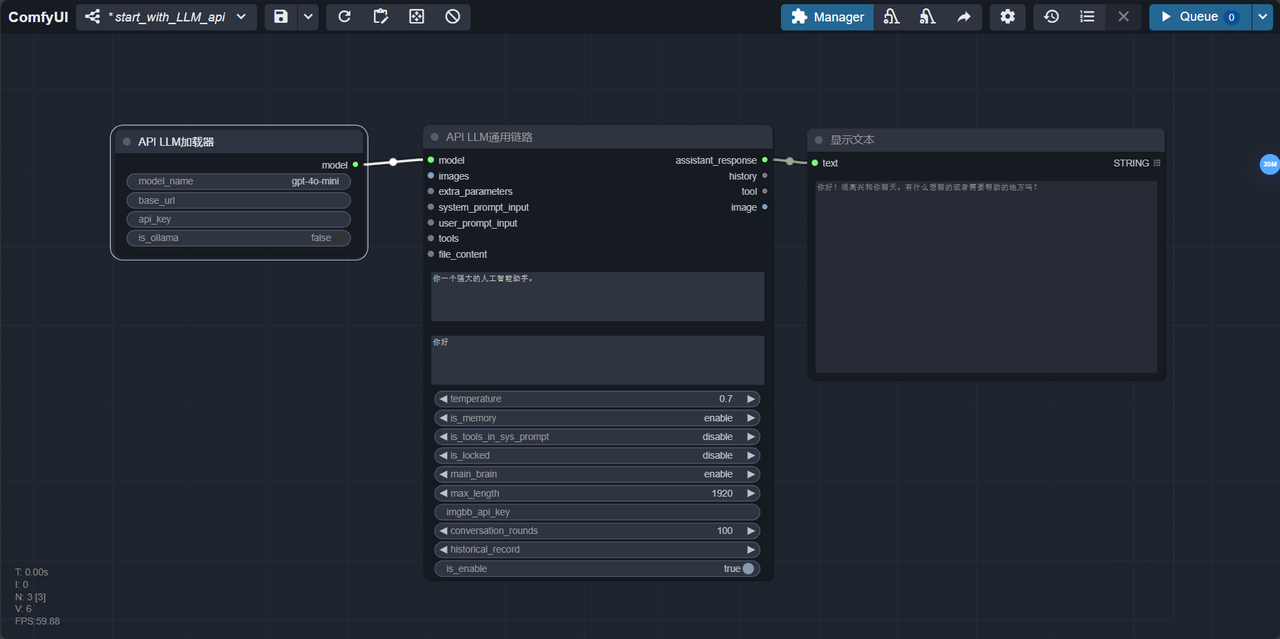 ComfyUI
* start_with_LLM_api
Manager
Queue 0
API LLM加载器
model
model_name gpt-4o-mini
base_url
api_key
is_ollama false
API LLM通用链路
model assistant_response
images history
extra_parameters tool
system_prompt_input image
user_prompt_input
tools
file_content
你一个强大的人工智能助手。
你好
temperature 0.7
is_memory enable
is_tools_in_sys_prompt disable
is_locked disable
main_brain enable
max_length 1920
imgbb_api_key
conversation_rounds 100
historical_record
is_enable true
显示文本
text STRING
你好！很高兴和你聊天。有什么想聊的或者需要帮助的地方吗？
35M
T: 0.00s
I: 0
N: 3 [3]
V: 6
FPS:59.88